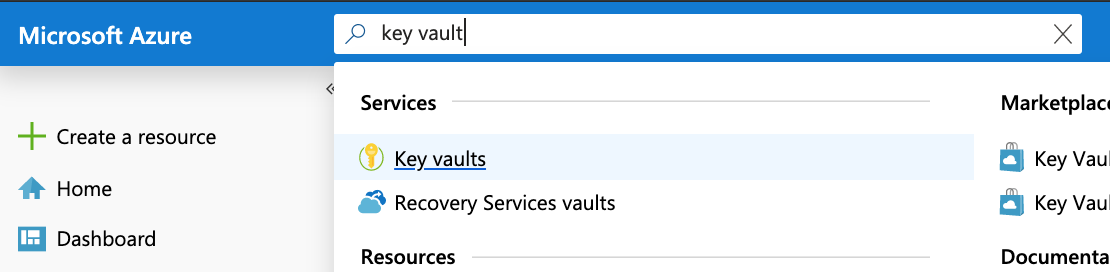 Microsoft Azure
key vault
Create a resource
Home
Dashboard
Services
Key vaults
Recovery Services vaults
Resources
Marketplace
Key Vaul
Key Vaul
Documenta